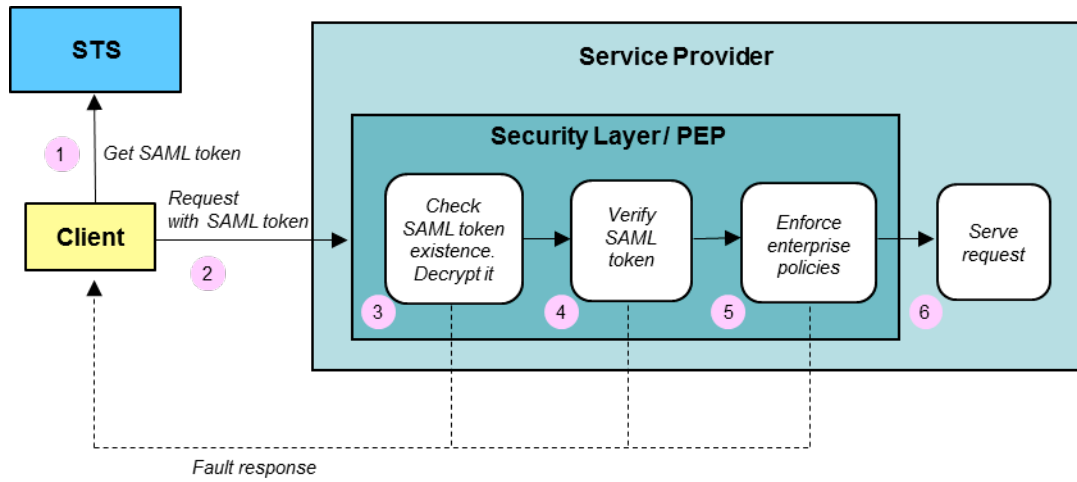 STS
Service Provider
Security Layer / PEP
1
Get SAML token
Request
with SAML token
Client
2
Check
SAML token
existence.
Decrypt it
3
Verify
SAML
token
4
Enforce
enterprise
policies
5
Serve
request
6
Fault response